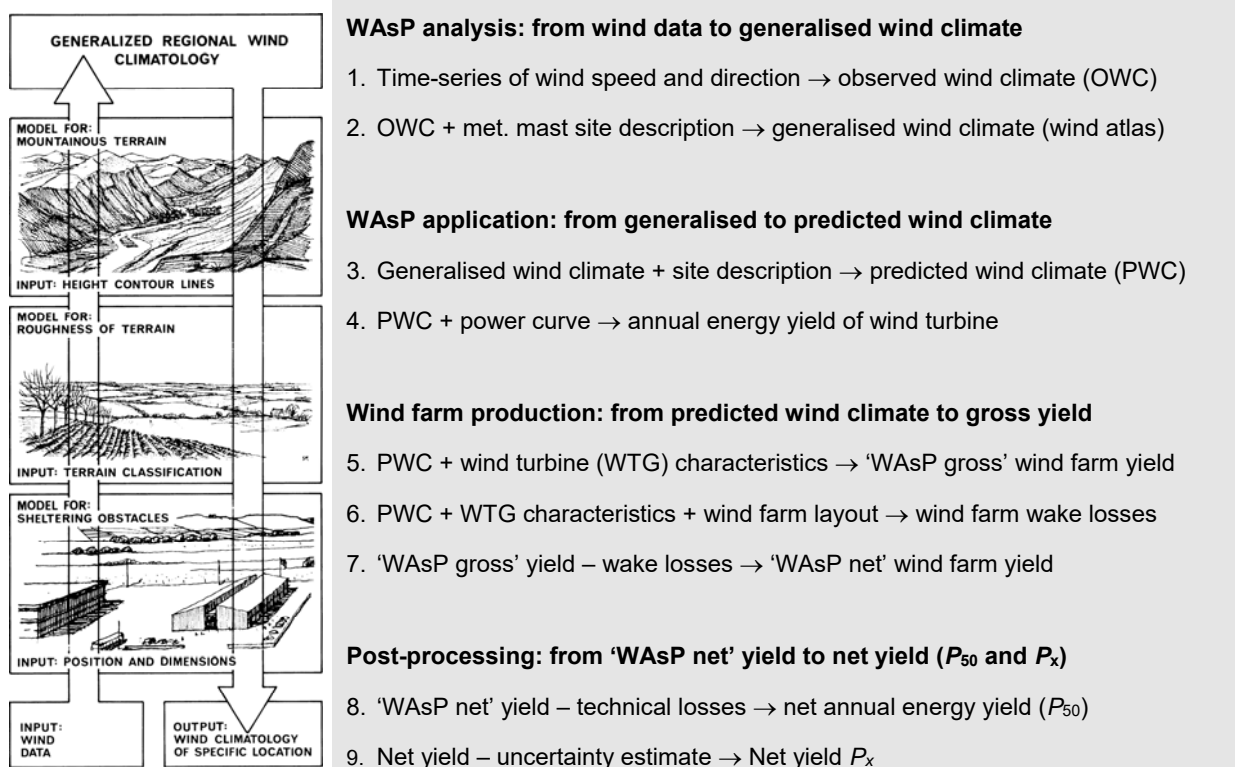 GENERALIZED REGIONAL WIND
CLIMATOLOGY
MODEL FOR:
MOUNTAINOUS TERRAIN
INPUT: HEIGHT CONTOUR LINES
MODEL FOR:
ROUGHNESS OF TERRAIN
INPUT: TERRAIN CLASSIFICATION
MODEL FOR:
SHELTERING OBSTACLES
INPUT: POSITION AND DIMENSIONS
INPUT:
WIND
DATA
OUTPUT:
WIND CLIMATOLOGY
OF SPECIFIC LOCATION
WAsP analysis: from wind data to generalised wind climate
1. Time-series of wind speed and direction → observed wind climate (OWC)
2. OWC + met. mast site description → generalised wind climate (wind atlas)
WAsP application: from generalised to predicted wind climate
3. Generalised wind climate + site description → predicted wind climate (PWC)
4. PWC + power curve → annual energy yield of wind turbine
Wind farm production: from predicted wind climate to gross yield
5. PWC + wind turbine (WTG) characteristics → ‘WAsP gross’ wind farm yield
6. PWC + WTG characteristics + wind farm layout → wind farm wake losses
7. ‘WAsP gross’ yield – wake losses → ‘WAsP net’ wind farm yield
Post-processing: from ‘WAsP net’ yield to net yield (P50 and Px)
8. ‘WAsP net’ yield – technical losses → net annual energy yield (P50)
9. Net yield – uncertainty estimate → Net yield Px